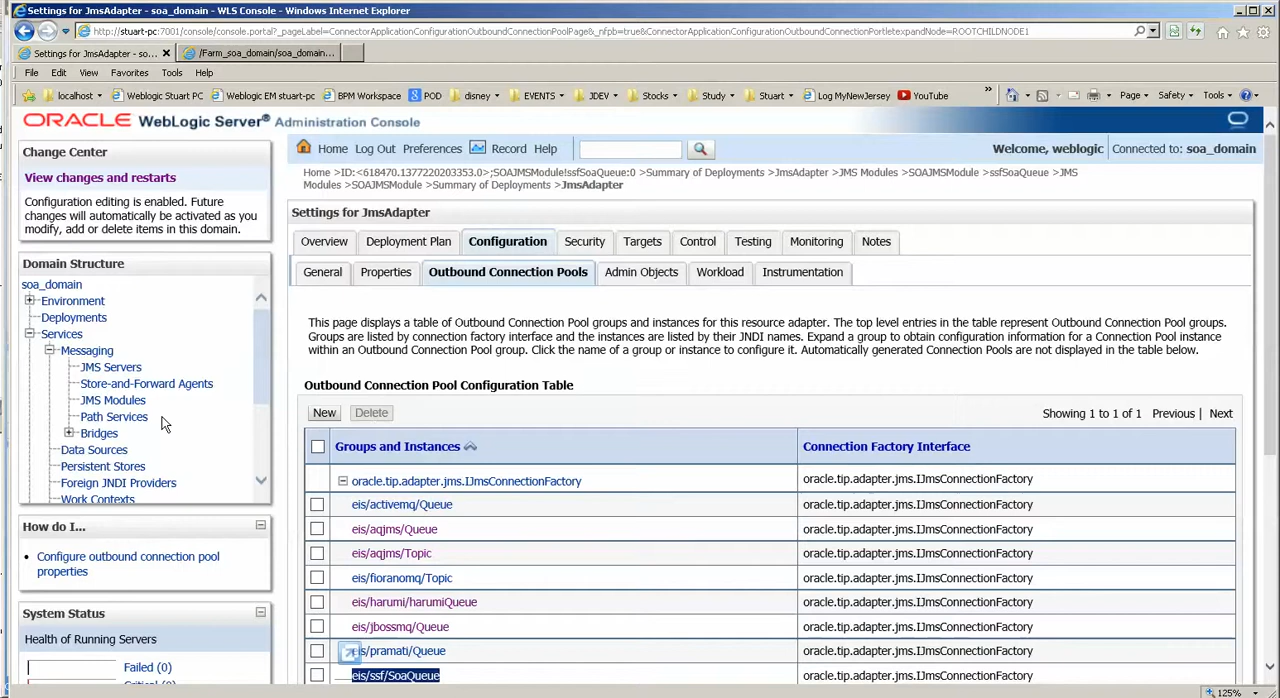 Settings for JmsAdapter - soa_domain - WLS Console - Windows Internet Explorer
http://stuart-pc:7001/console/console.portal?_pageLabel=ConnectorApplicationConfigurationOutboundConnectionPoolPage&_nfpb=true&ConnectorApplicationConfigurationOutboundConnectionPortletexpandNode=ROOTCHILDNODE1
Settings for JmsAdapter - so... × /Farm_soa_domain/soa_domain...
File Edit View Favorites Tools Help
localhost Weblogic Stuart PC Weblogic EM stuart-pc BPM Workspace POD disney EVENTS JDEV Stocks Study Stuart Log MyNewJersey YouTube » Page Safety Tools
ORACLE WebLogic Server® Administration Console
Change Center
View changes and restarts
Configuration editing is enabled. Future
changes will automatically be activated as you
modify, add or delete items in this domain.
Domain Structure
soa_domain
Environment
Deployments
Services
Messaging
JMS Servers
Store-and-Forward Agents
JMS Modules
Path Services
Bridges
Data Sources
Persistent Stores
Foreign JNDI Providers
Work Contexts
How do I...
• Configure outbound connection pool
properties
System Status
Health of Running Servers
Failed (0)
Critical (0)
Home Log Out Preferences Record Help
Welcome, weblogic Connected to: soa_domain
Home >ID:<618470.1377220203353.0>;SOAJMSModule!ssfSoaQueue:0 >Summary of Deployments >JmsAdapter >JMS Modules >SOAJMSModule >ssfSoaQueue >JMS
Modules >SOAJMSModule >Summary of Deployments >JmsAdapter
Settings for JmsAdapter
Overview Deployment Plan Configuration Security Targets Control Testing Monitoring Notes
General Properties Outbound Connection Pools Admin Objects Workload Instrumentation
This page displays a table of Outbound Connection Pool groups and instances for this resource adapter. The top level entries in the table represent Outbound Connection Pool groups.
Groups are listed by connection factory interface and the instances are listed by their JNDI names. Expand a group to obtain configuration information for a Connection Pool instance
within an Outbound Connection Pool group. Click the name of a group or instance to configure it. Automatically generated Connection Pools are not displayed in the table below.
Outbound Connection Pool Configuration Table
New Delete Showing 1 to 1 of 1 Previous | Next
Groups and Instances Connection Factory Interface
oracle.tip.adapter.jms.IJmsConnectionFactory oracle.tip.adapter.jms.IJmsConnectionFactory
eis/activemq/Queue oracle.tip.adapter.jms.IJmsConnectionFactory
eis/aqjms/Queue oracle.tip.adapter.jms.IJmsConnectionFactory
eis/aqjms/Topic oracle.tip.adapter.jms.IJmsConnectionFactory
eis/fioranomq/Topic oracle.tip.adapter.jms.IJmsConnectionFactory
eis/harumi/harumiQueue oracle.tip.adapter.jms.IJmsConnectionFactory
eis/jbossmq/Queue oracle.tip.adapter.jms.IJmsConnectionFactory
eis/pramati/Queue oracle.tip.adapter.jms.IJmsConnectionFactory
eis/ssf/SoaQueue oracle.tip.adapter.jms.IJmsConnectionFactory
125%